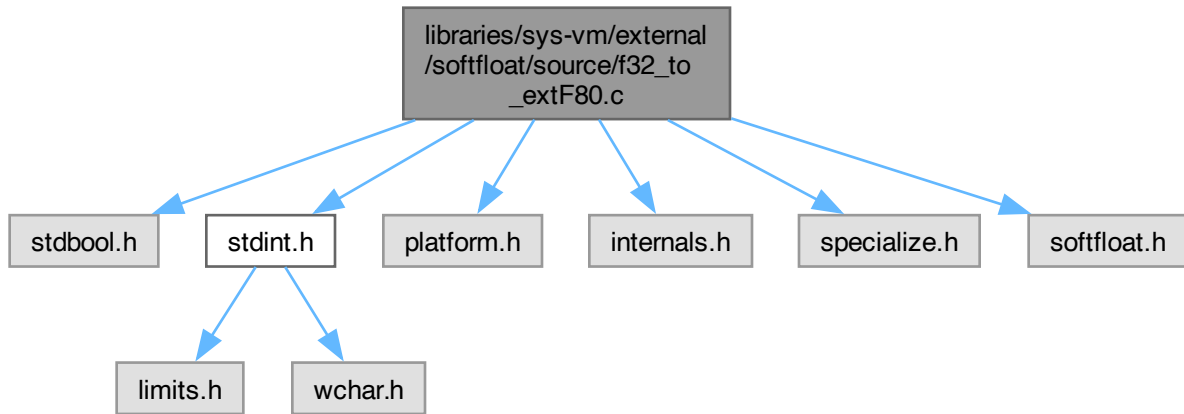 libraries/sys-vm/external
/softfloat/source/f32_to
_extF80.c
stdbool.h
stdint.h
platform.h
internals.h
specialize.h
softfloat.h
limits.h
wchar.h